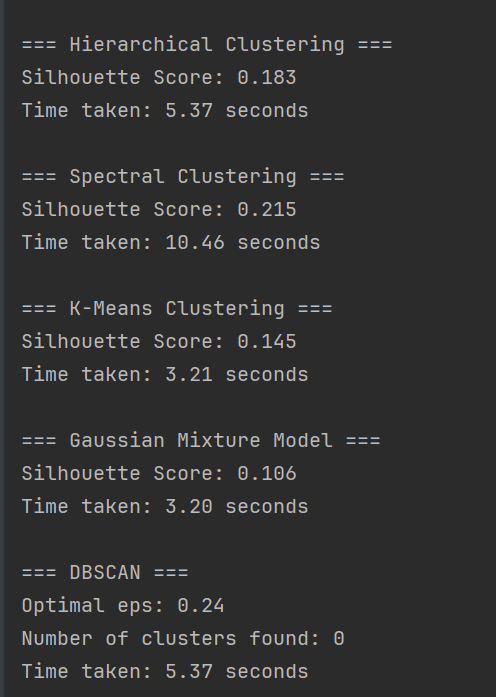 === Hierarchical Clustering ===
Silhouette Score: 0.183
Time taken: 5.37 seconds
=== Spectral Clustering ===
Silhouette Score: 0.215
Time taken: 10.46 seconds
=== K-Means Clustering ===
Silhouette Score: 0.145
Time taken: 3.21 seconds
=== Gaussian Mixture Model ===
Silhouette Score: 0.106
Time taken: 3.20 seconds
=== DBSCAN ===
Optimal eps: 0.24
Number of clusters found: 0
Time taken: 5.37 seconds